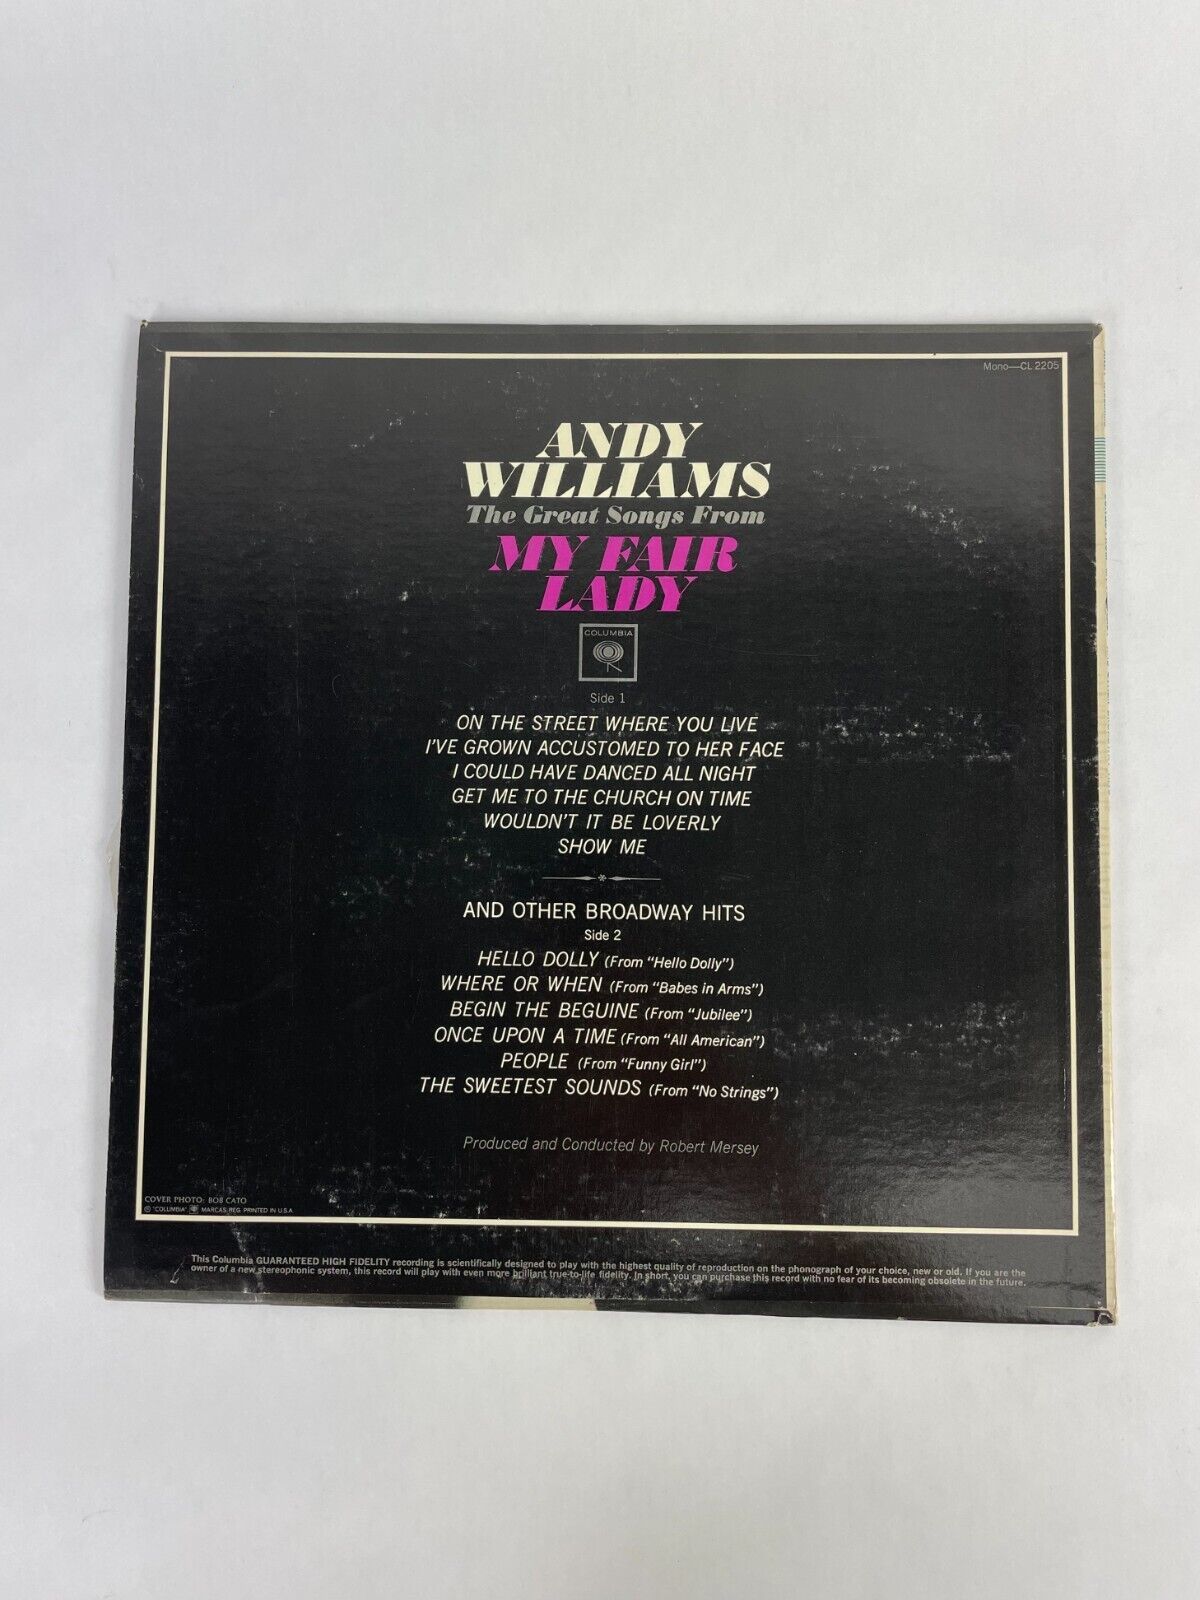 Mono—CL 2205
ANDY
WILLIAMS
The Great Songs From
MY FAIR
LADY
COLUMBIA
Side 1
ON THE STREET WHERE YOU LIVE
I'VE GROWN ACCUSTOMED TO HER FACE
I COULD HAVE DANCED ALL NIGHT
GET ME TO THE CHURCH ON TIME
WOULDN'T IT BE LOVERLY
SHOW ME
AND OTHER BROADWAY HITS
Side 2
HELLO DOLLY (From "Hello Dolly")
WHERE OR WHEN (From "Babes in Arms")
BEGIN THE BEGUINE (From "Jubilee")
ONCE UPON A TIME (From "All American")
PEOPLE (From "Funny Girl")
THE SWEETEST SOUNDS (From "No Strings")
Produced and Conducted by Robert Mersey
COVER PHOTO: BOB CATO
© "COLUMBIA", MARCAS REG. PRINTED IN U.S.A.
This Columbia GUARANTEED HIGH FIDELITY recording is scientifically designed to play with the highest quality of reproduction on the phonograph of your choice, new or old. If you are the
owner of a new stereophonic system, this record will play with even more brilliant true-to-life fidelity. In short, you can purchase this record with no fear of its becoming obsolete in the future.